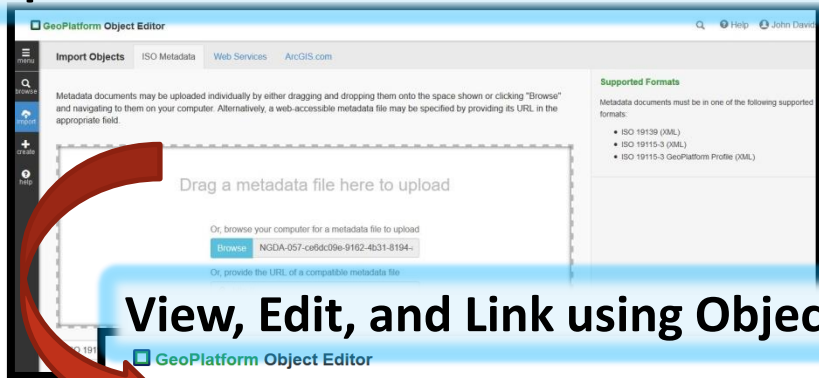 GeoPlatform Object Editor
Help John Davids
menu
Import Objects ISO Metadata Web Services ArcGIS.com
browse
import
create
help
Metadata documents may be uploaded individually by either dragging and dropping them onto the space shown or clicking "Browse"
and navigating to them on your computer. Alternatively, a web-accessible metadata file may be specified by providing its URL in the
appropriate field.
Supported Formats
Metadata documents must be in one of the following supported
formats:
• ISO 19139 (XML)
• ISO 19115-3 (XML)
• ISO 19115-3 GeoPlatform Profile (XML)
Drag a metadata file here to upload
Or, browse your computer for a metadata file to upload
Browse NGDA-057-ce6dc09e-9162-4b31-8194-
Or, provide the URL of a compatible metadata file
View, Edit, and Link using Objec
GeoPlatform Object Editor